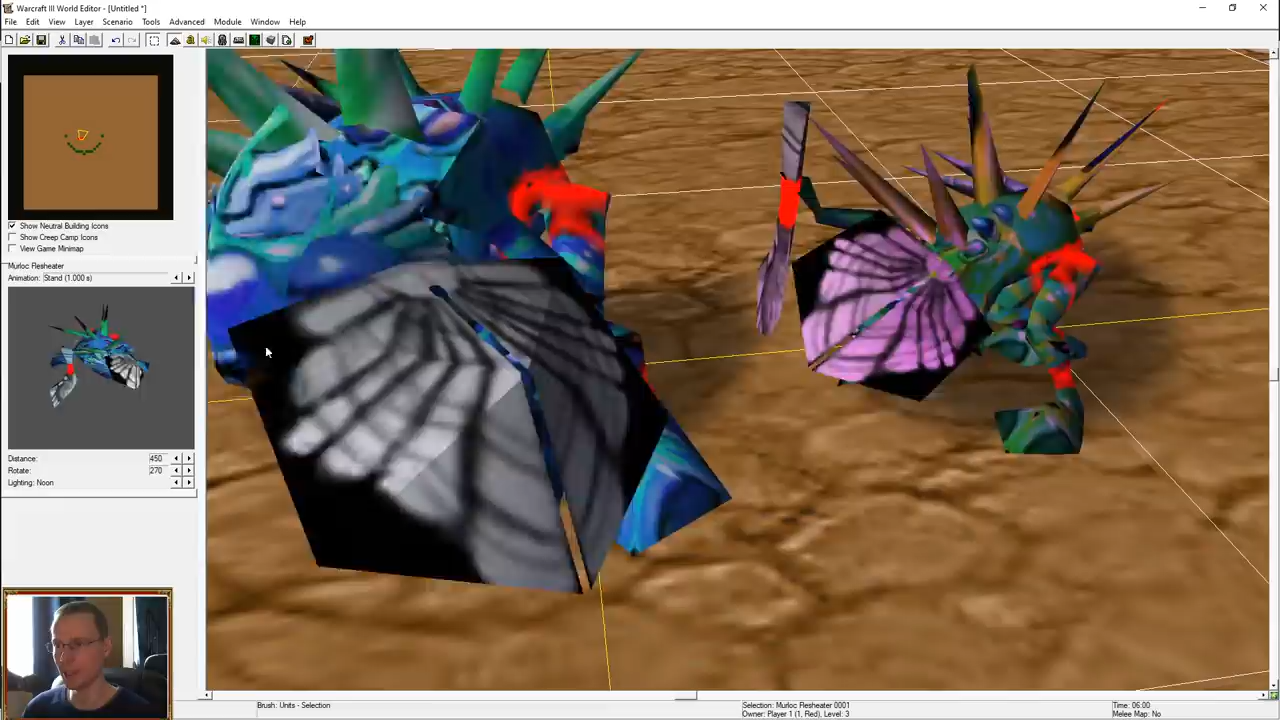 Warcraft III World Editor - [Untitled *]
File Edit View Layer Scenario Tools Advanced Module Window Help
Show Neutral Building Icons
Show Creep Camp Icons
View Game Minimap
Murloc Flesheater
Animation: Stand (1.000 s)
Distance: 450
Rotate: 270
Lighting: Noon
Brush: Units - Selection
Selection: Murloc Flesheater 0001
Owner: Player 1 (1, Red), Level: 3
Time: 06:00
Melee Map: No